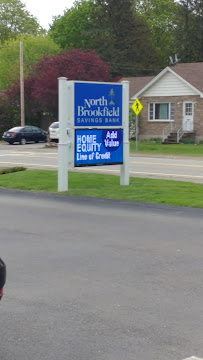 North
Brookfield
SAVINGS BANK
HOME Add
EQUITY Value
Line of Credit